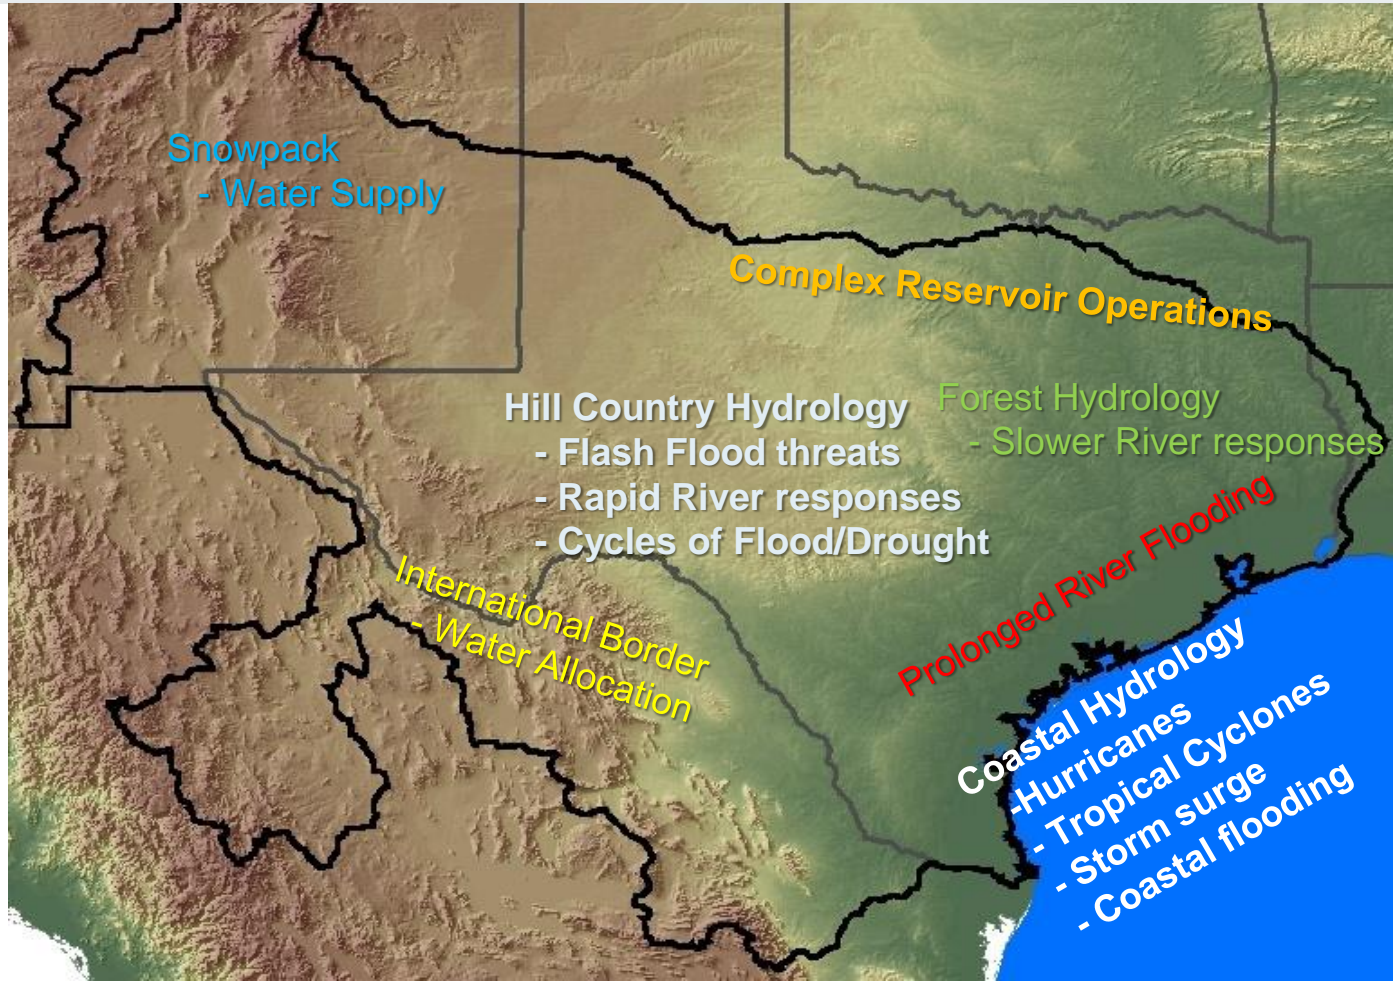 Snowpack
- Water Supply
Complex Reservoir Operations
Hill Country Hydrology
- Flash Flood threats
- Rapid River responses
- Cycles of Flood/Drought
Forest Hydrology
- Slower River responses
International Border
- Water Allocation
Prolonged River Flooding
Coastal Hydrology
-Hurricanes
- Tropical Cyclones
- Storm surge
- Coastal flooding